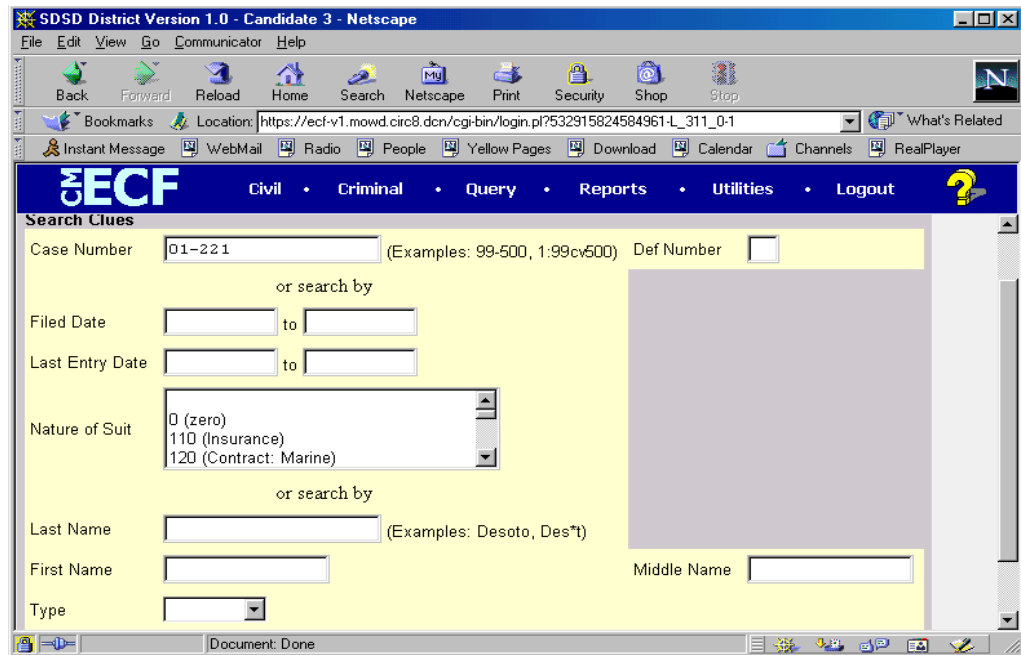 SDSD District Version 1.0 - Candidate 3 - Netscape
File Edit View Go Communicator Help
Back Forward Reload Home Search Netscape Print Security Shop Stop
My
N
Bookmarks Location: https://ecf-v1.mowd.circ8.dcn/cgi-bin/login.pl?532915824584961-L_311_0-1 What's Related
Instant Message WebMail Radio People Yellow Pages Download Calendar Channels RealPlayer
CM ECF Civil • Criminal • Query • Reports • Utilities • Logout ?
Search Clues
Case Number 01-221 (Examples: 99-500, 1:99cv500) Def Number
or search by
Filed Date to
Last Entry Date to
0 (zero)
Nature of Suit
110 (Insurance)
120 (Contract: Marine)
or search by
Last Name (Examples: Desoto, Des*t)
First Name Middle Name
Type
Document: Done